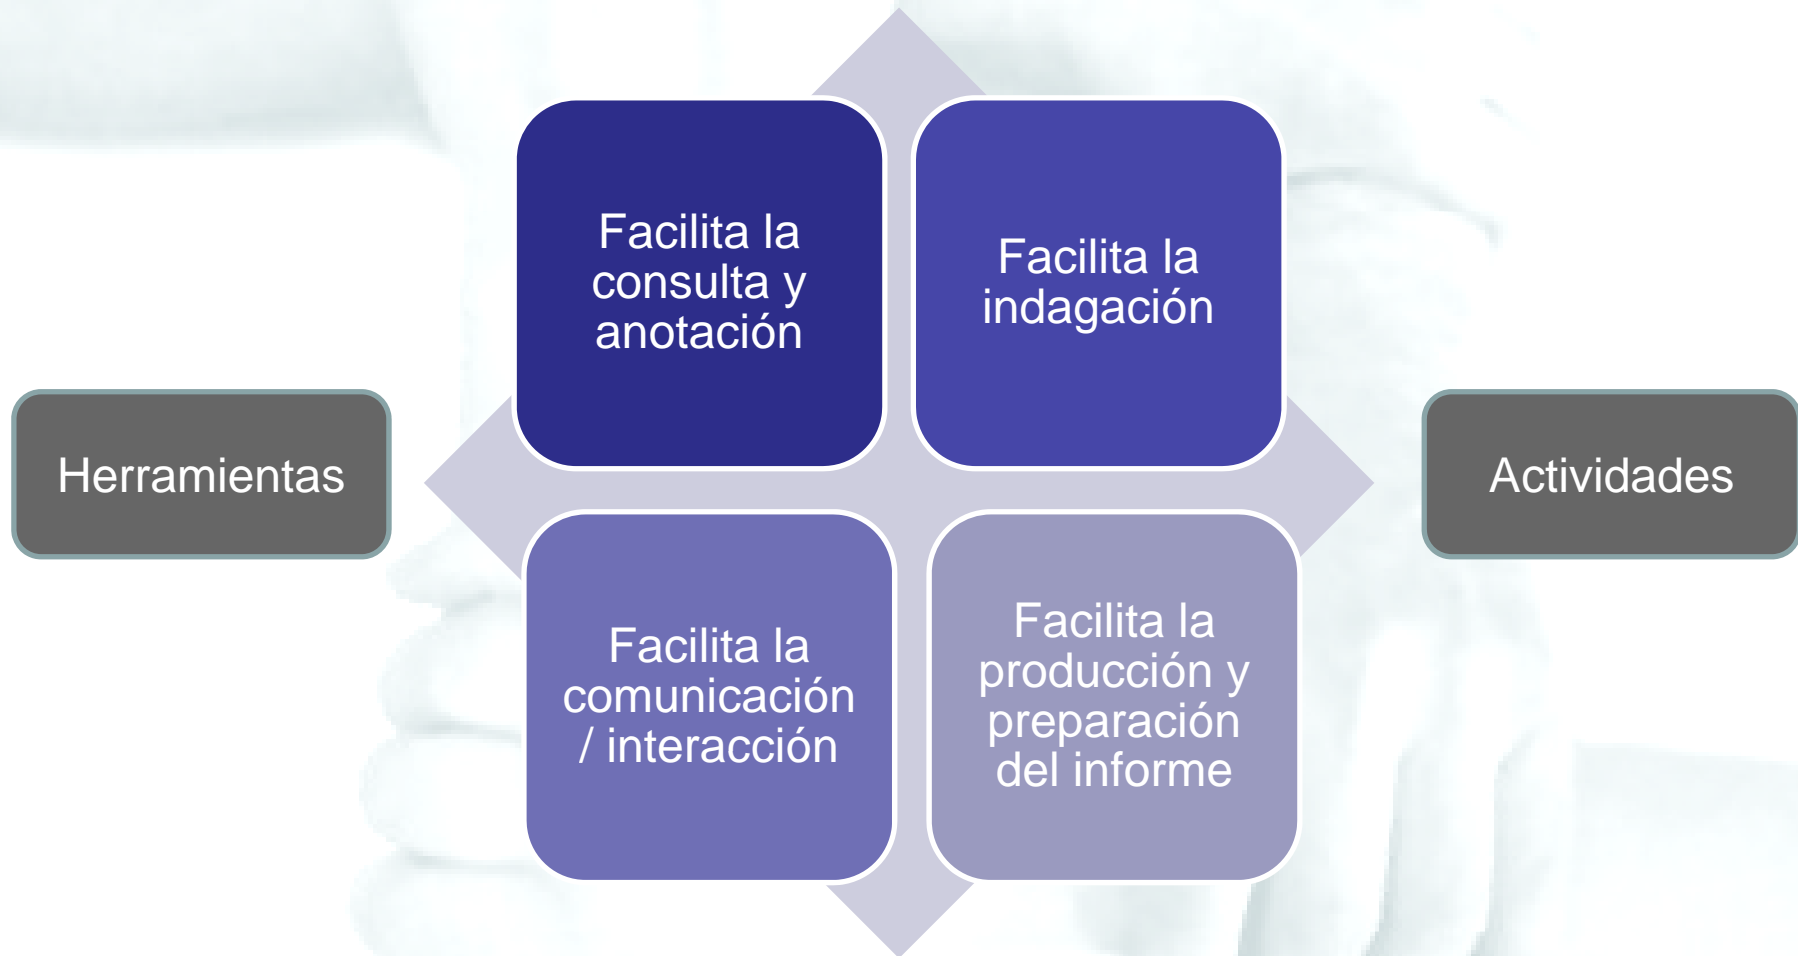 Facilita la
consulta y
anotación
Facilita la
indagación
Herramientas
Actividades
Facilita la
comunicación
/ interacción
Facilita la
producción y
preparación
del informe